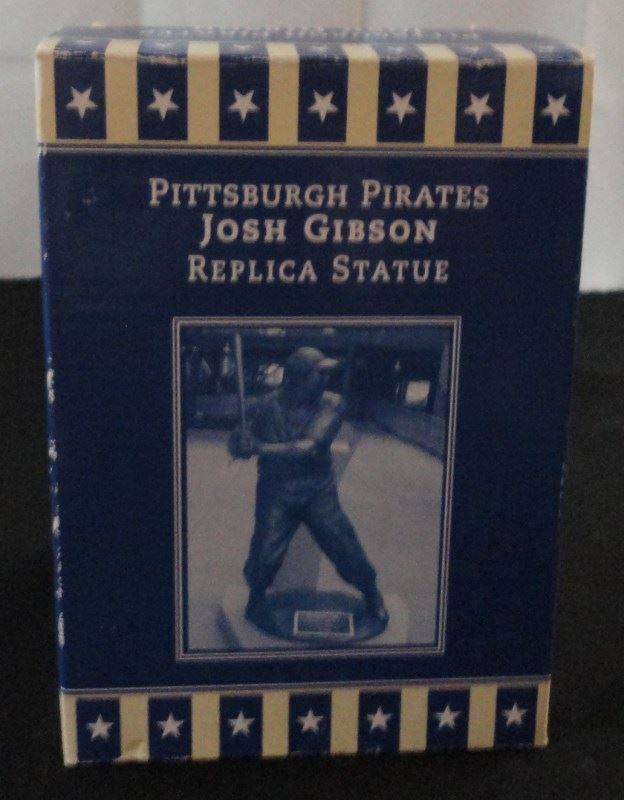 PITTSBURGH PIRATES
JOSH GIBSON
REPLICA STATUE